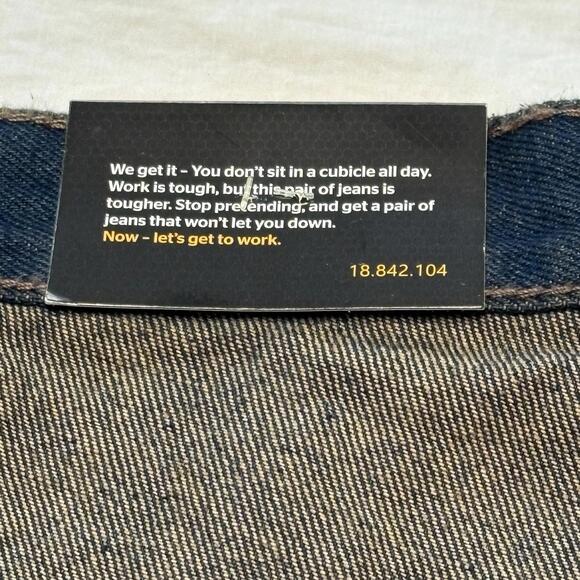 We get it - You don't sit in a cubicle all day.
Work is tough, but this pair of jeans is
tougher. Stop pretending, and get a pair of
jeans that won't let you down.
Now - let's get to work.
18.842.104